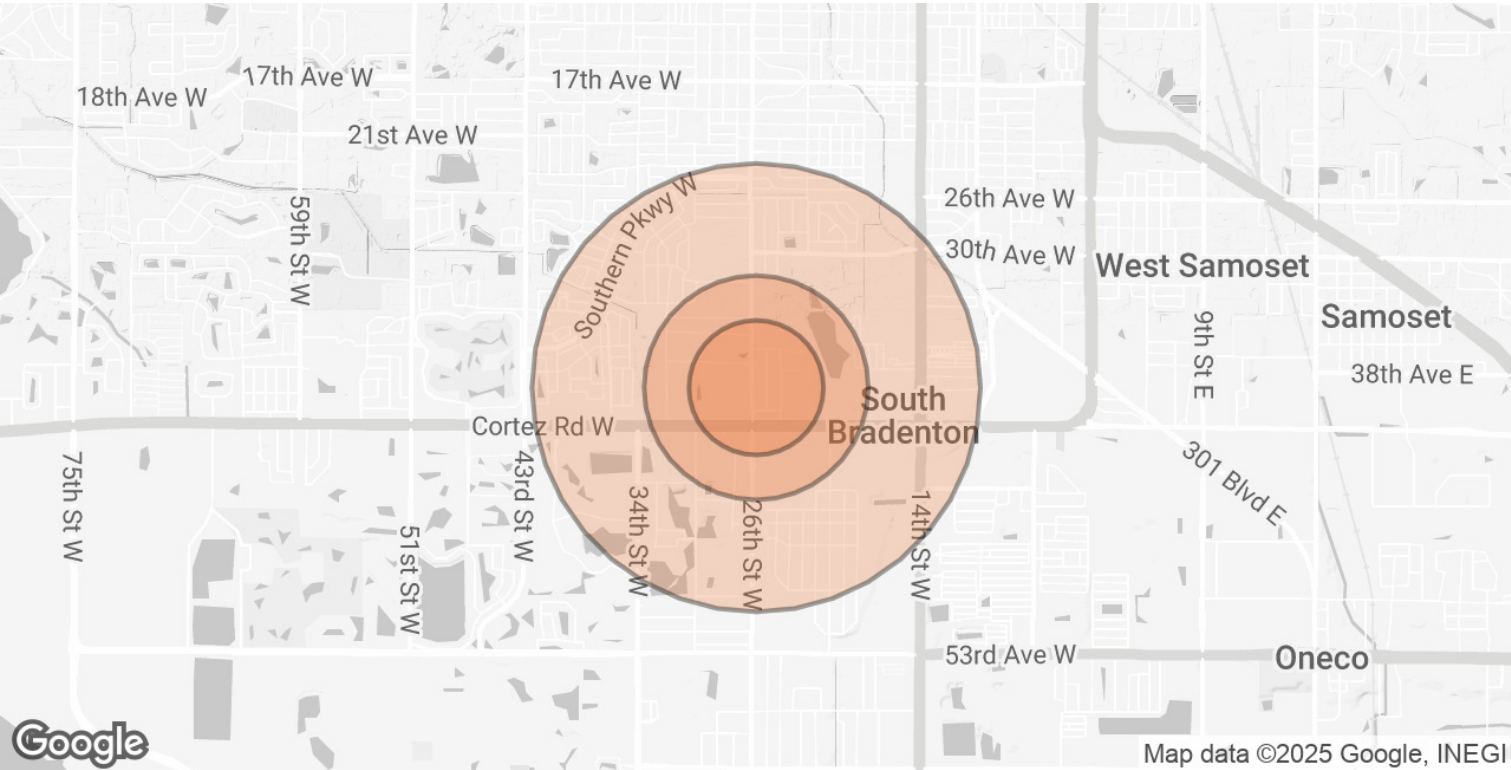 17th Ave W
17th Ave W
18th Ave W
21st Ave W
Southern Pkwy W
26th Ave W
59th St W
30th Ave W
West Samoset
Samoset
9th St E
38th Ave E
South
Bradenton
Cortez Rd W
75th St W
43rd St W
34th St W
26th St W
14th St W
301 Blvd E
51st St W
53rd Ave W
Oneco
Google
Map data ©2025 Google, INEGI